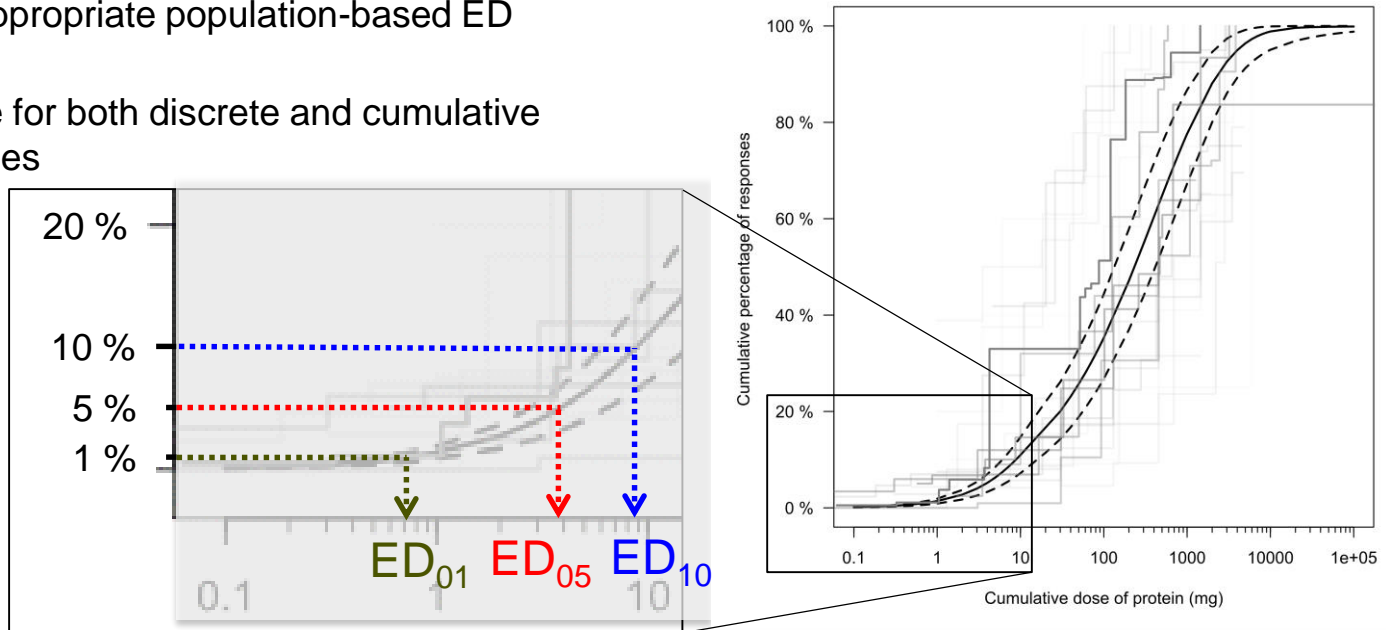 ppropriate population-based ED
e for both discrete and cumulative
es
20 %
10 %
5 %
1 %
ED01 ED05 ED10
0.1 1 10
100 %
80 %
60 %
40 %
20 %
0 %
Cumulative percentage of responses
0.1 1 10 100 1000 10000 1e+05
Cumulative dose of protein (mg)